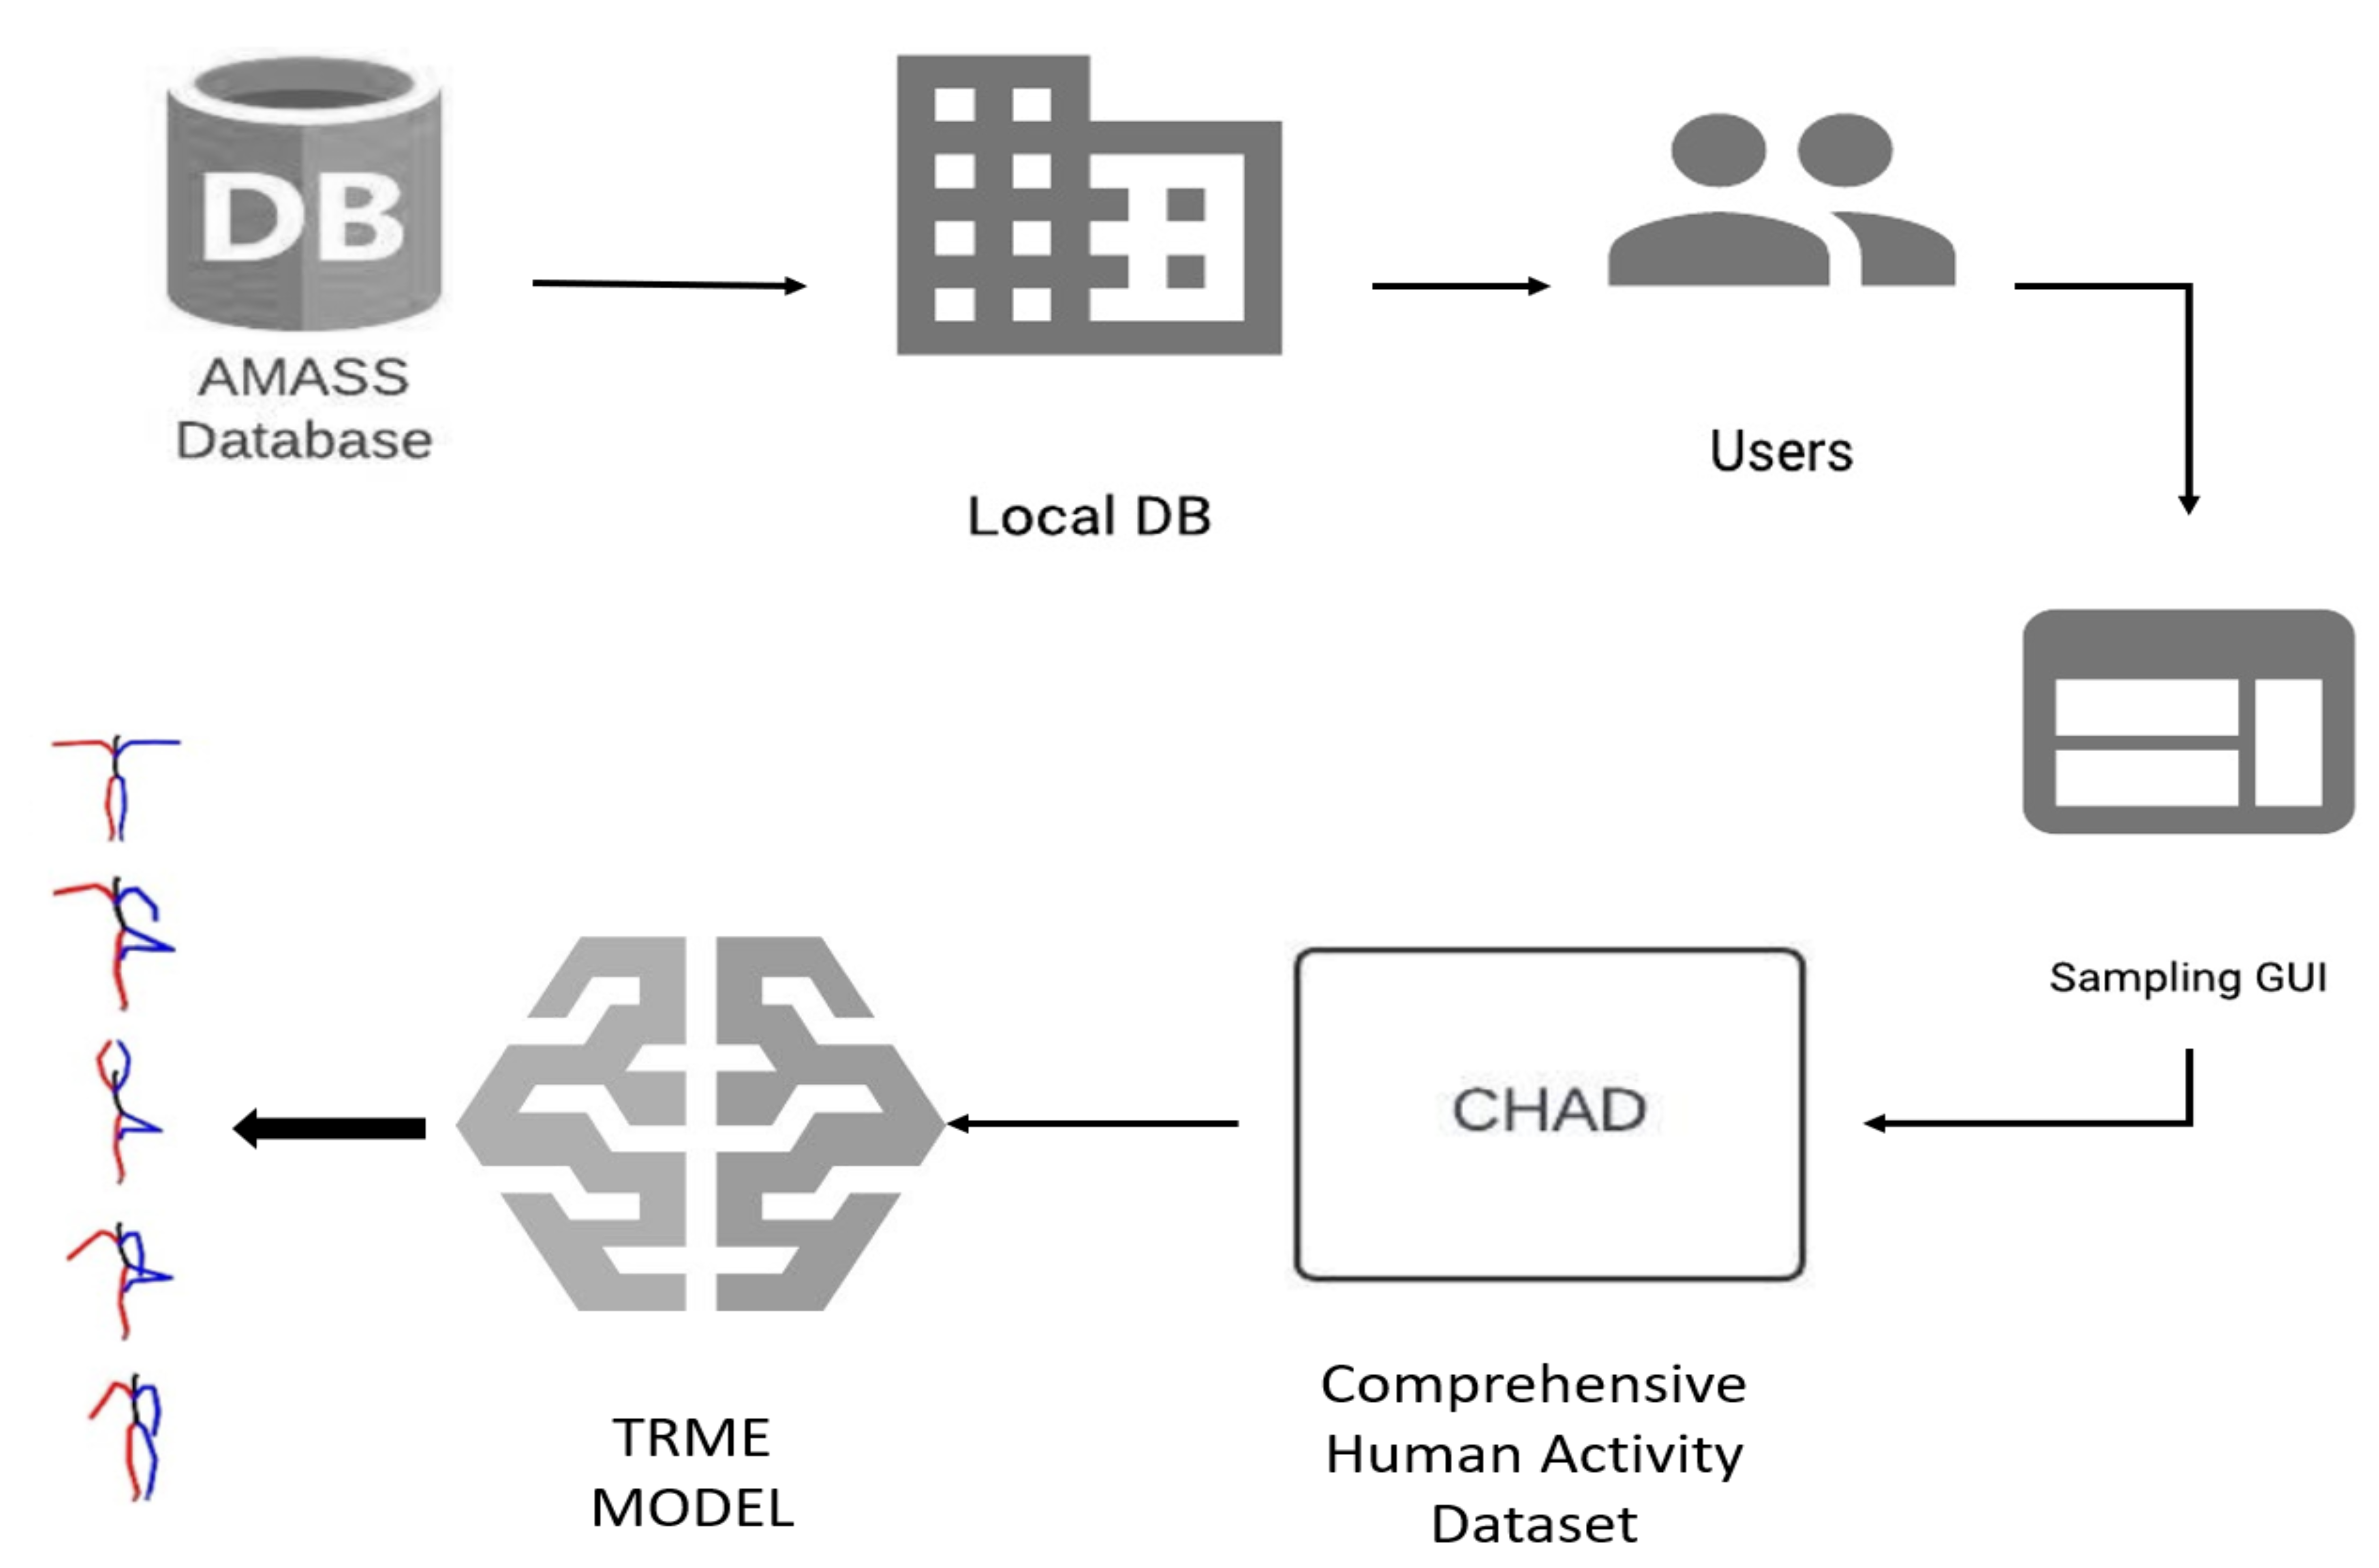 DB
AMASS
Database
Local DB
Users
Sampling GUI
CHAD
Comprehensive
Human Activity
Dataset
TRME
MODEL